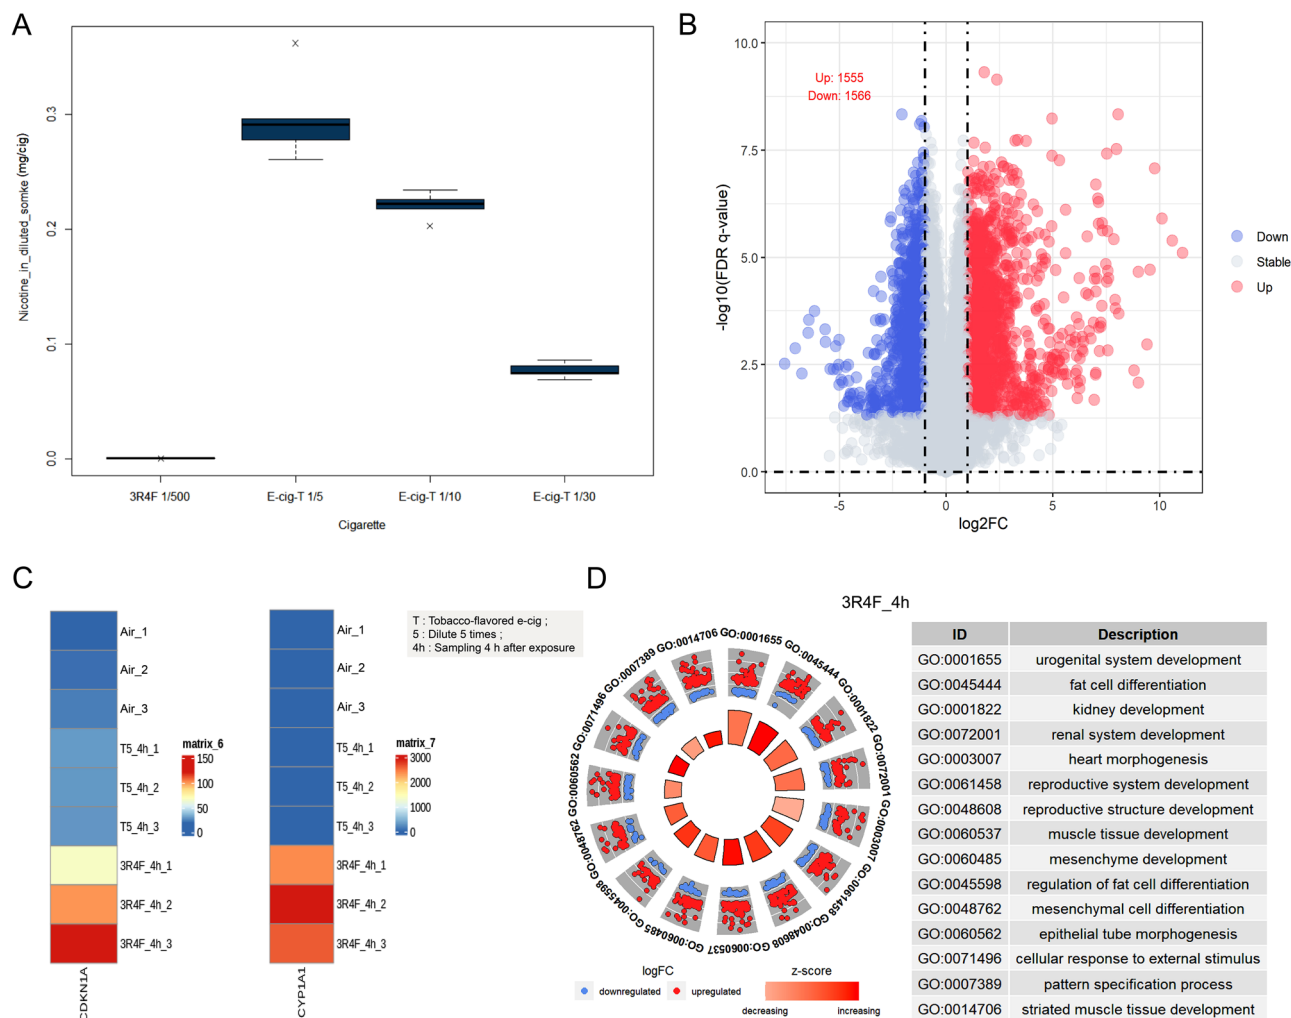 A
Nicotine_in_diluted_somke (mg/cig)
0.3
0.2
0.1
0.0
3R4F 1/500
E-cig-T 1/5
E-cig-T 1/10
E-cig-T 1/30
Cigarette
B
-log10(FDR q-value)
10.0
7.5
5.0
2.5
0.0
Up: 1555
Down: 1566
-5
0
5
10
log2FC
Down
Stable
Up
C
Air_1
Air_2
Air_3
T5_4h_1
T5_4h_2
T5_4h_3
3R4F_4h_1
3R4F_4h_2
3R4F_4h_3
CDKN1A
matrix_6
150
100
50
0
Air_1
Air_2
Air_3
T5_4h_1
T5_4h_2
T5_4h_3
3R4F_4h_1
3R4F_4h_2
3R4F_4h_3
CYP1A1
matrix_7
3000
2000
1000
0
T : Tobacco-flavored e-cig ;
5 : Dilute 5 times ;
4h : Sampling 4 h after exposure
D
3R4F_4h
GO:0001655
GO:0045444
GO:0001822
GO:0072001
GO:0003007
GO:0061458
GO:0048608
GO:0060537
GO:0060485
GO:0045598
GO:0048762
GO:0060562
GO:0071496
GO:0007389
GO:0014706
logFC
downregulated
upregulated
z-score
decreasing
increasing
ID Description
GO:0001655 urogenital system development
GO:0045444 fat cell differentiation
GO:0001822 kidney development
GO:0072001 renal system development
GO:0003007 heart morphogenesis
GO:0061458 reproductive system development
GO:0048608 reproductive structure development
GO:0060537 muscle tissue development
GO:0060485 mesenchyme development
GO:0045598 regulation of fat cell differentiation
GO:0048762 mesenchymal cell differentiation
GO:0060562 epithelial tube morphogenesis
GO:0071496 cellular response to external stimulus
GO:0007389 pattern specification process
GO:0014706 striated muscle tissue development